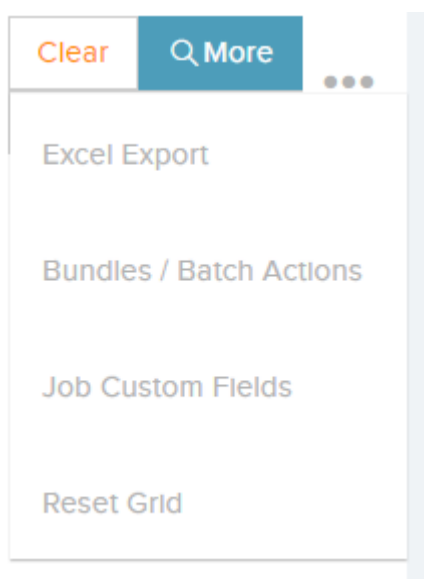 Clear More
Excel Export
Bundles / Batch Actions
Job Custom Fields
Reset Grid